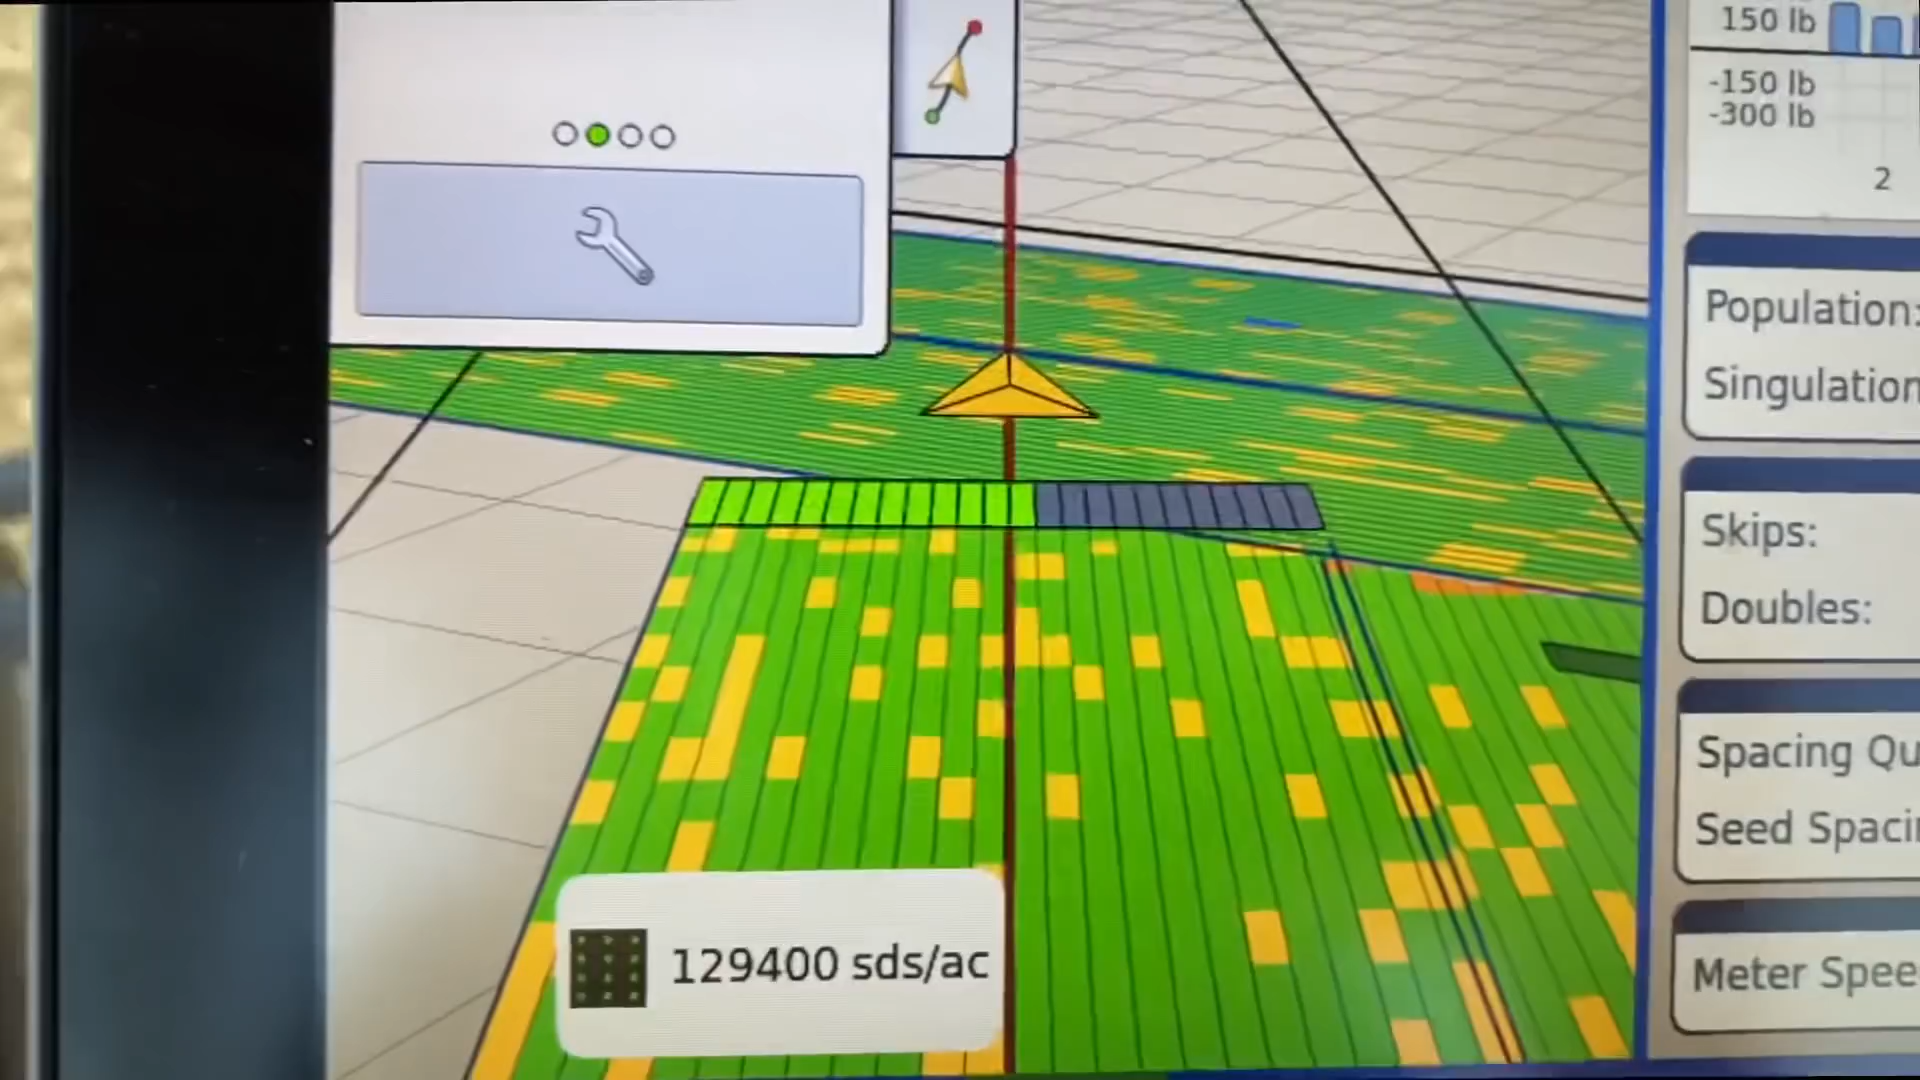 150 lb
-150 lb
-300 lb
2
Population:
Singulation
Skips:
Doubles:
Spacing Qu
Seed Spaci
Meter Spee
129400 sds/ac